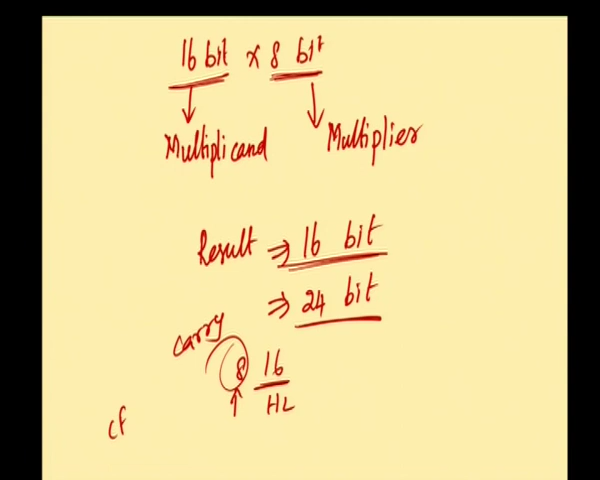 16 bit × 8 bit
Multiplicand Multiplier
Result ⇒ 16 bit
⇒ 24 bit
carry
8 16
HL
cf